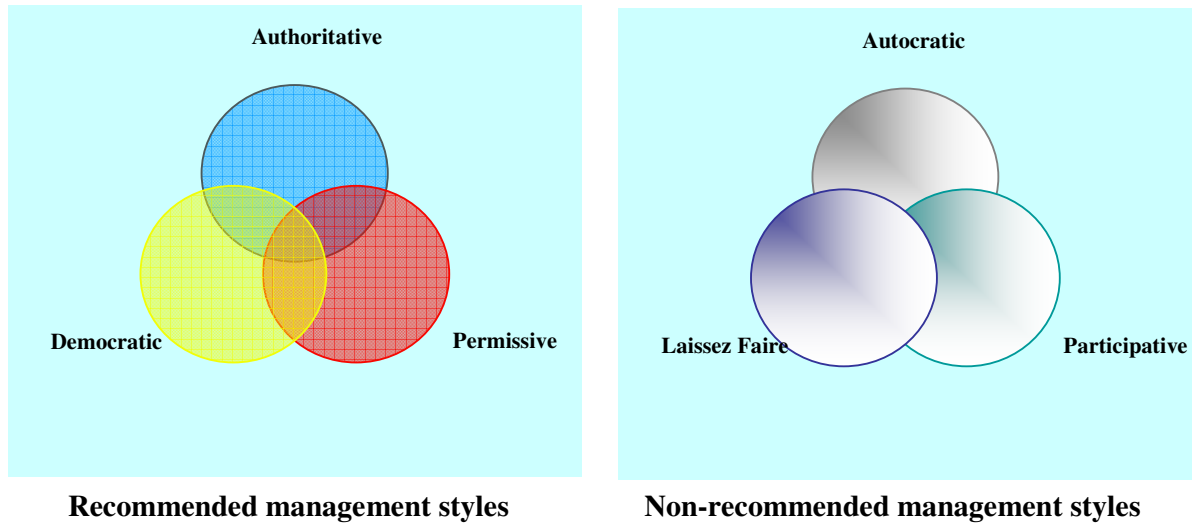 Authoritative
Democratic
Permissive
Recommended management styles
Autocratic
Laissez Faire
Participative
Non-recommended management styles